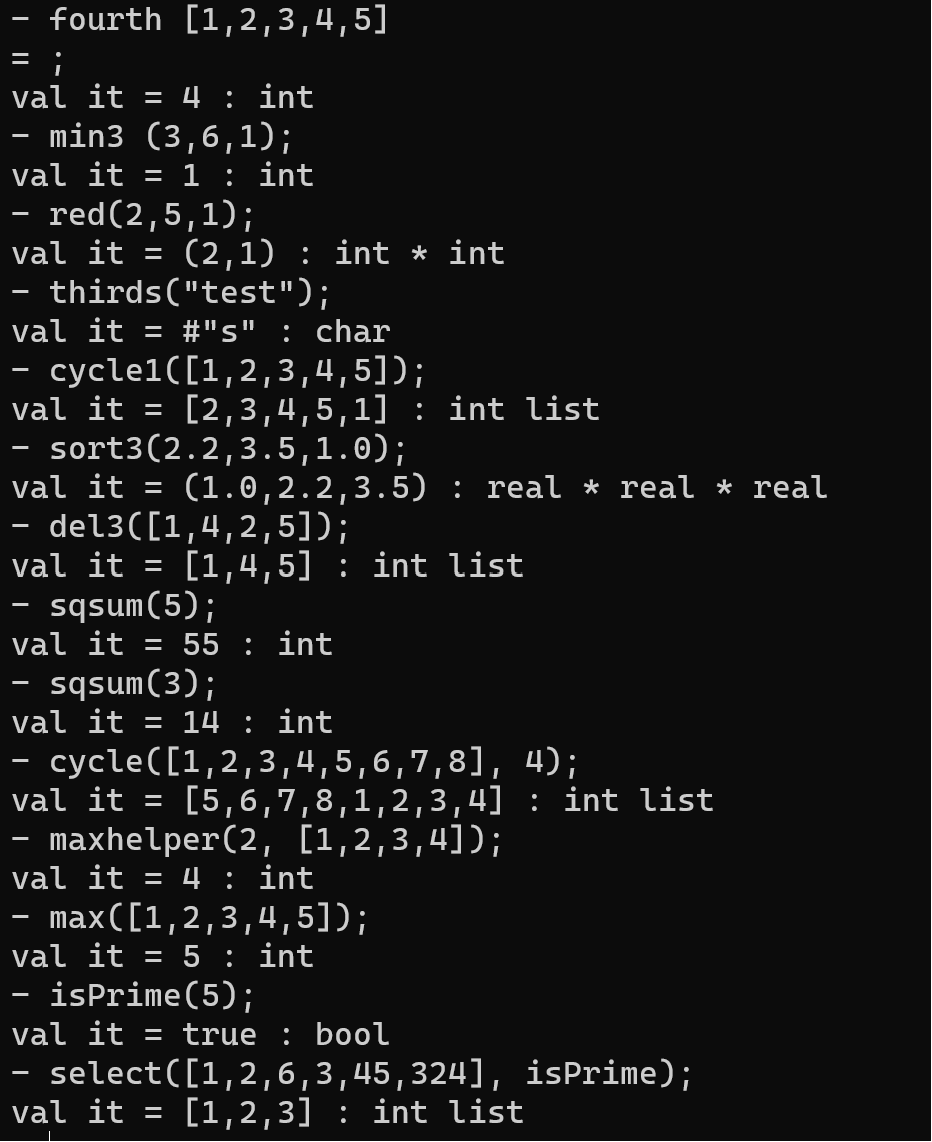 - fourth [1,2,3,4,5]
= ;
val it = 4 : int
- min3 (3,6,1);
val it = 1 : int
- red(2,5,1);
val it = (2,1) : int * int
- thirds("test");
val it = #"s" : char
- cycle1([1,2,3,4,5]);
val it = [2,3,4,5,1] : int list
- sort3(2.2,3.5,1.0);
val it = (1.0,2.2,3.5) : real * real * real
- del3([1,4,2,5]);
val it = [1,4,5] : int list
- sqsum(5);
val it = 55 : int
- sqsum(3);
val it = 14 : int
- cycle([1,2,3,4,5,6,7,8], 4);
val it = [5,6,7,8,1,2,3,4] : int list
- maxhelper(2, [1,2,3,4]);
val it = 4 : int
- max([1,2,3,4,5]);
val it = 5 : int
- isPrime(5);
val it = true : bool
- select([1,2,6,3,45,324], isPrime);
val it = [1,2,3] : int list